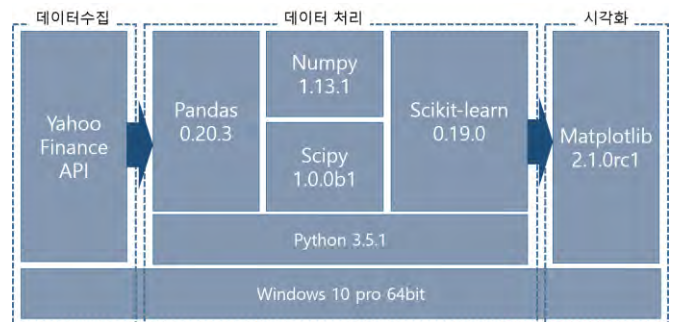 데이터수집
데이터 처리
시각화
Yahoo
Finance
API
Pandas
0.20.3
Numpy
1.13.1
Scipy
1.0.0b1
Scikit-learn
0.19.0
Matplotlib
2.1.0rc1
Python 3.5.1
Windows 10 pro 64bit